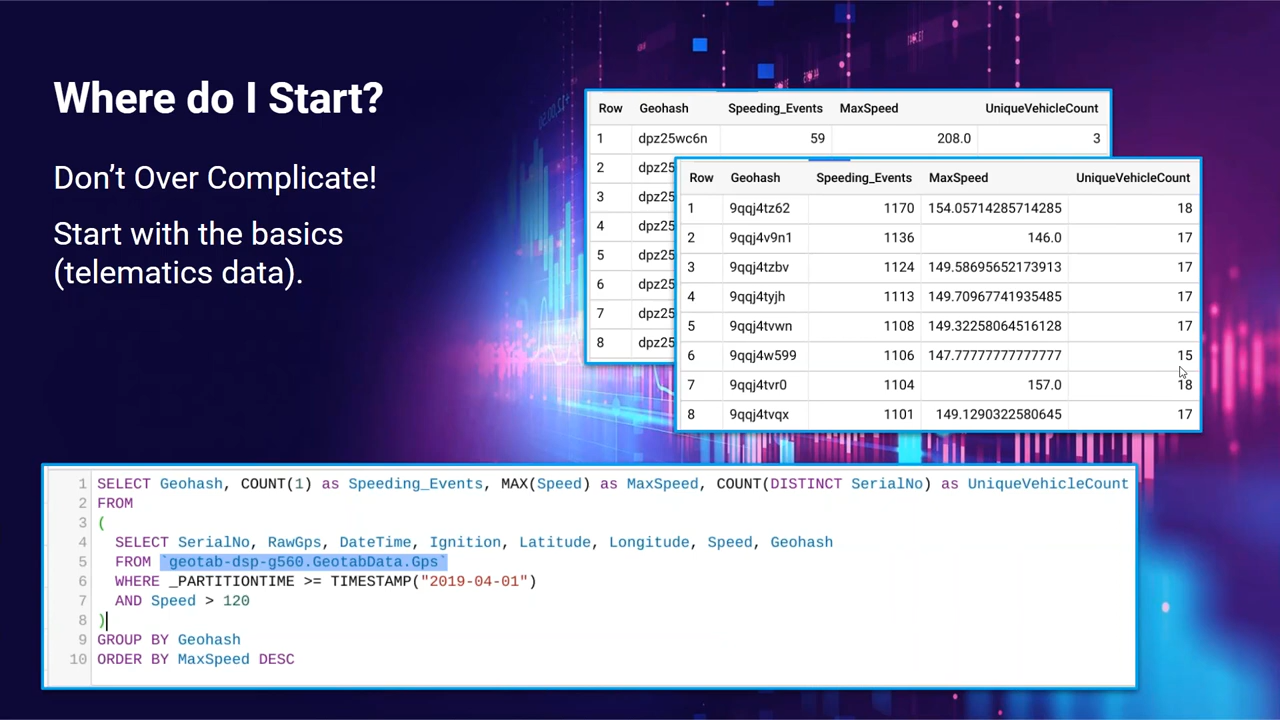 Where do I Start?
Don't Over Complicate!
Start with the basics
(telematics data).
Row Geohash Speeding_Events MaxSpeed UniqueVehicleCount
1 dpz25wc6n 59 208.0 3
2 dpz25
3 dpz25
4 dpz25
5 dpz25
6 dpz25
7 dpz25
8 dpz25
Row Geohash Speeding_Events MaxSpeed UniqueVehicleCount
1 9qqj4tz62 1170 154.05714285714285 18
2 9qqj4v9n1 1136 146.0 17
3 9qqj4tzbv 1124 149.58695652173913 17
4 9qqj4tyjh 1113 149.70967741935485 17
5 9qqj4tvwn 1108 149.32258064516128 17
6 9qqj4w599 1106 147.77777777777777 15
7 9qqj4tvr0 1104 157.0 18
8 9qqj4tvqx 1101 149.1290322580645 17
1 SELECT Geohash, COUNT(1) as Speeding_Events, MAX(Speed) as MaxSpeed, COUNT(DISTINCT SerialNo) as UniqueVehicleCount
2 FROM
3 (
4 SELECT SerialNo, RawGps, DateTime, Ignition, Latitude, Longitude, Speed, Geohash
5 FROM `geotab-dsp-g560.GeotabData.Gps`
6 WHERE _PARTITIONTIME >= TIMESTAMP("2019-04-01")
7 AND Speed > 120
8 )
9 GROUP BY Geohash
10 ORDER BY MaxSpeed DESC